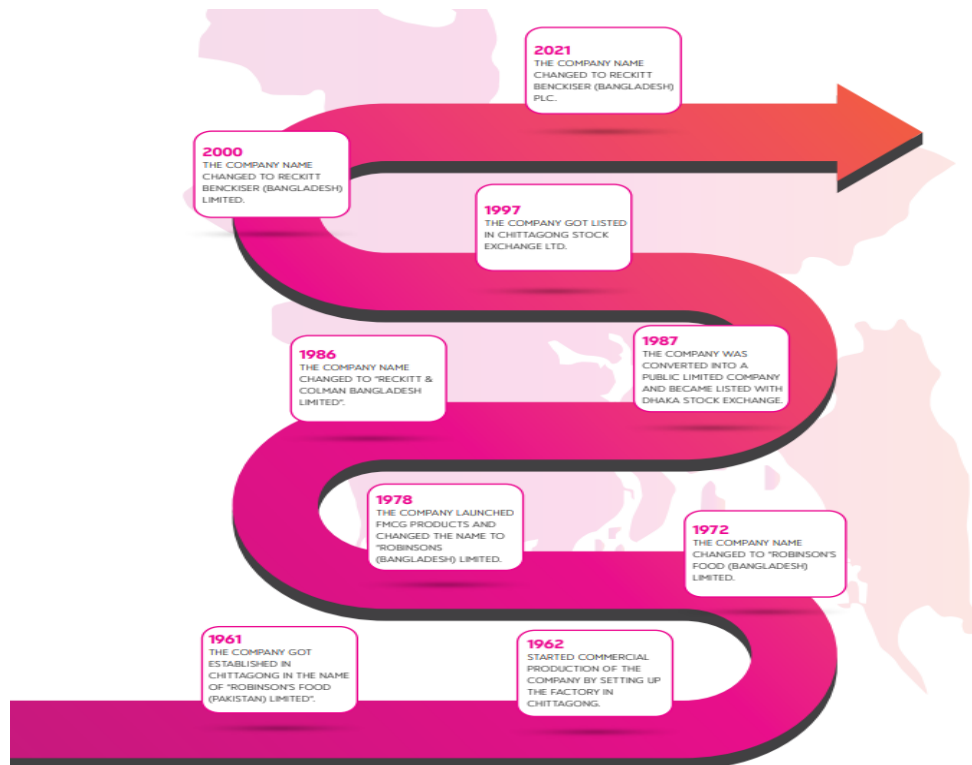 2021
THE COMPANY NAME
CHANGED TO RECKITT
BENCKISER (BANGLADESH)
PLC.
2000
THE COMPANY NAME
CHANGED TO RECKITT
BENCKISER (BANGLADESH)
LIMITED.
1997
THE COMPANY GOT LISTED
IN CHITTAGONG STOCK
EXCHANGE LTD.
1986
THE COMPANY NAME
CHANGED TO "RECKITT &
COLMAN BANGLADESH
LIMITED".
1987
THE COMPANY WAS
CONVERTED INTO A
PUBLIC LIMITED COMPANY
AND BECAME LISTED WITH
DHAKA STOCK EXCHANGE.
1978
THE COMPANY LAUNCHED
FMCG PRODUCTS AND
CHANGED THE NAME TO
"ROBINSONS
(BANGLADESH) LIMITED.
1972
THE COMPANY NAME
CHANGED TO "ROBINSON'S
FOOD (BANGLADESH)
LIMITED.
1961
THE COMPANY GOT
ESTABLISHED IN
CHITTAGONG IN THE NAME
OF "ROBINSON'S FOOD
(PAKISTAN) LIMITED".
1962
STARTED COMMERCIAL
PRODUCTION OF THE
COMPANY BY SETTING UP
THE FACTORY IN
CHITTAGONG.